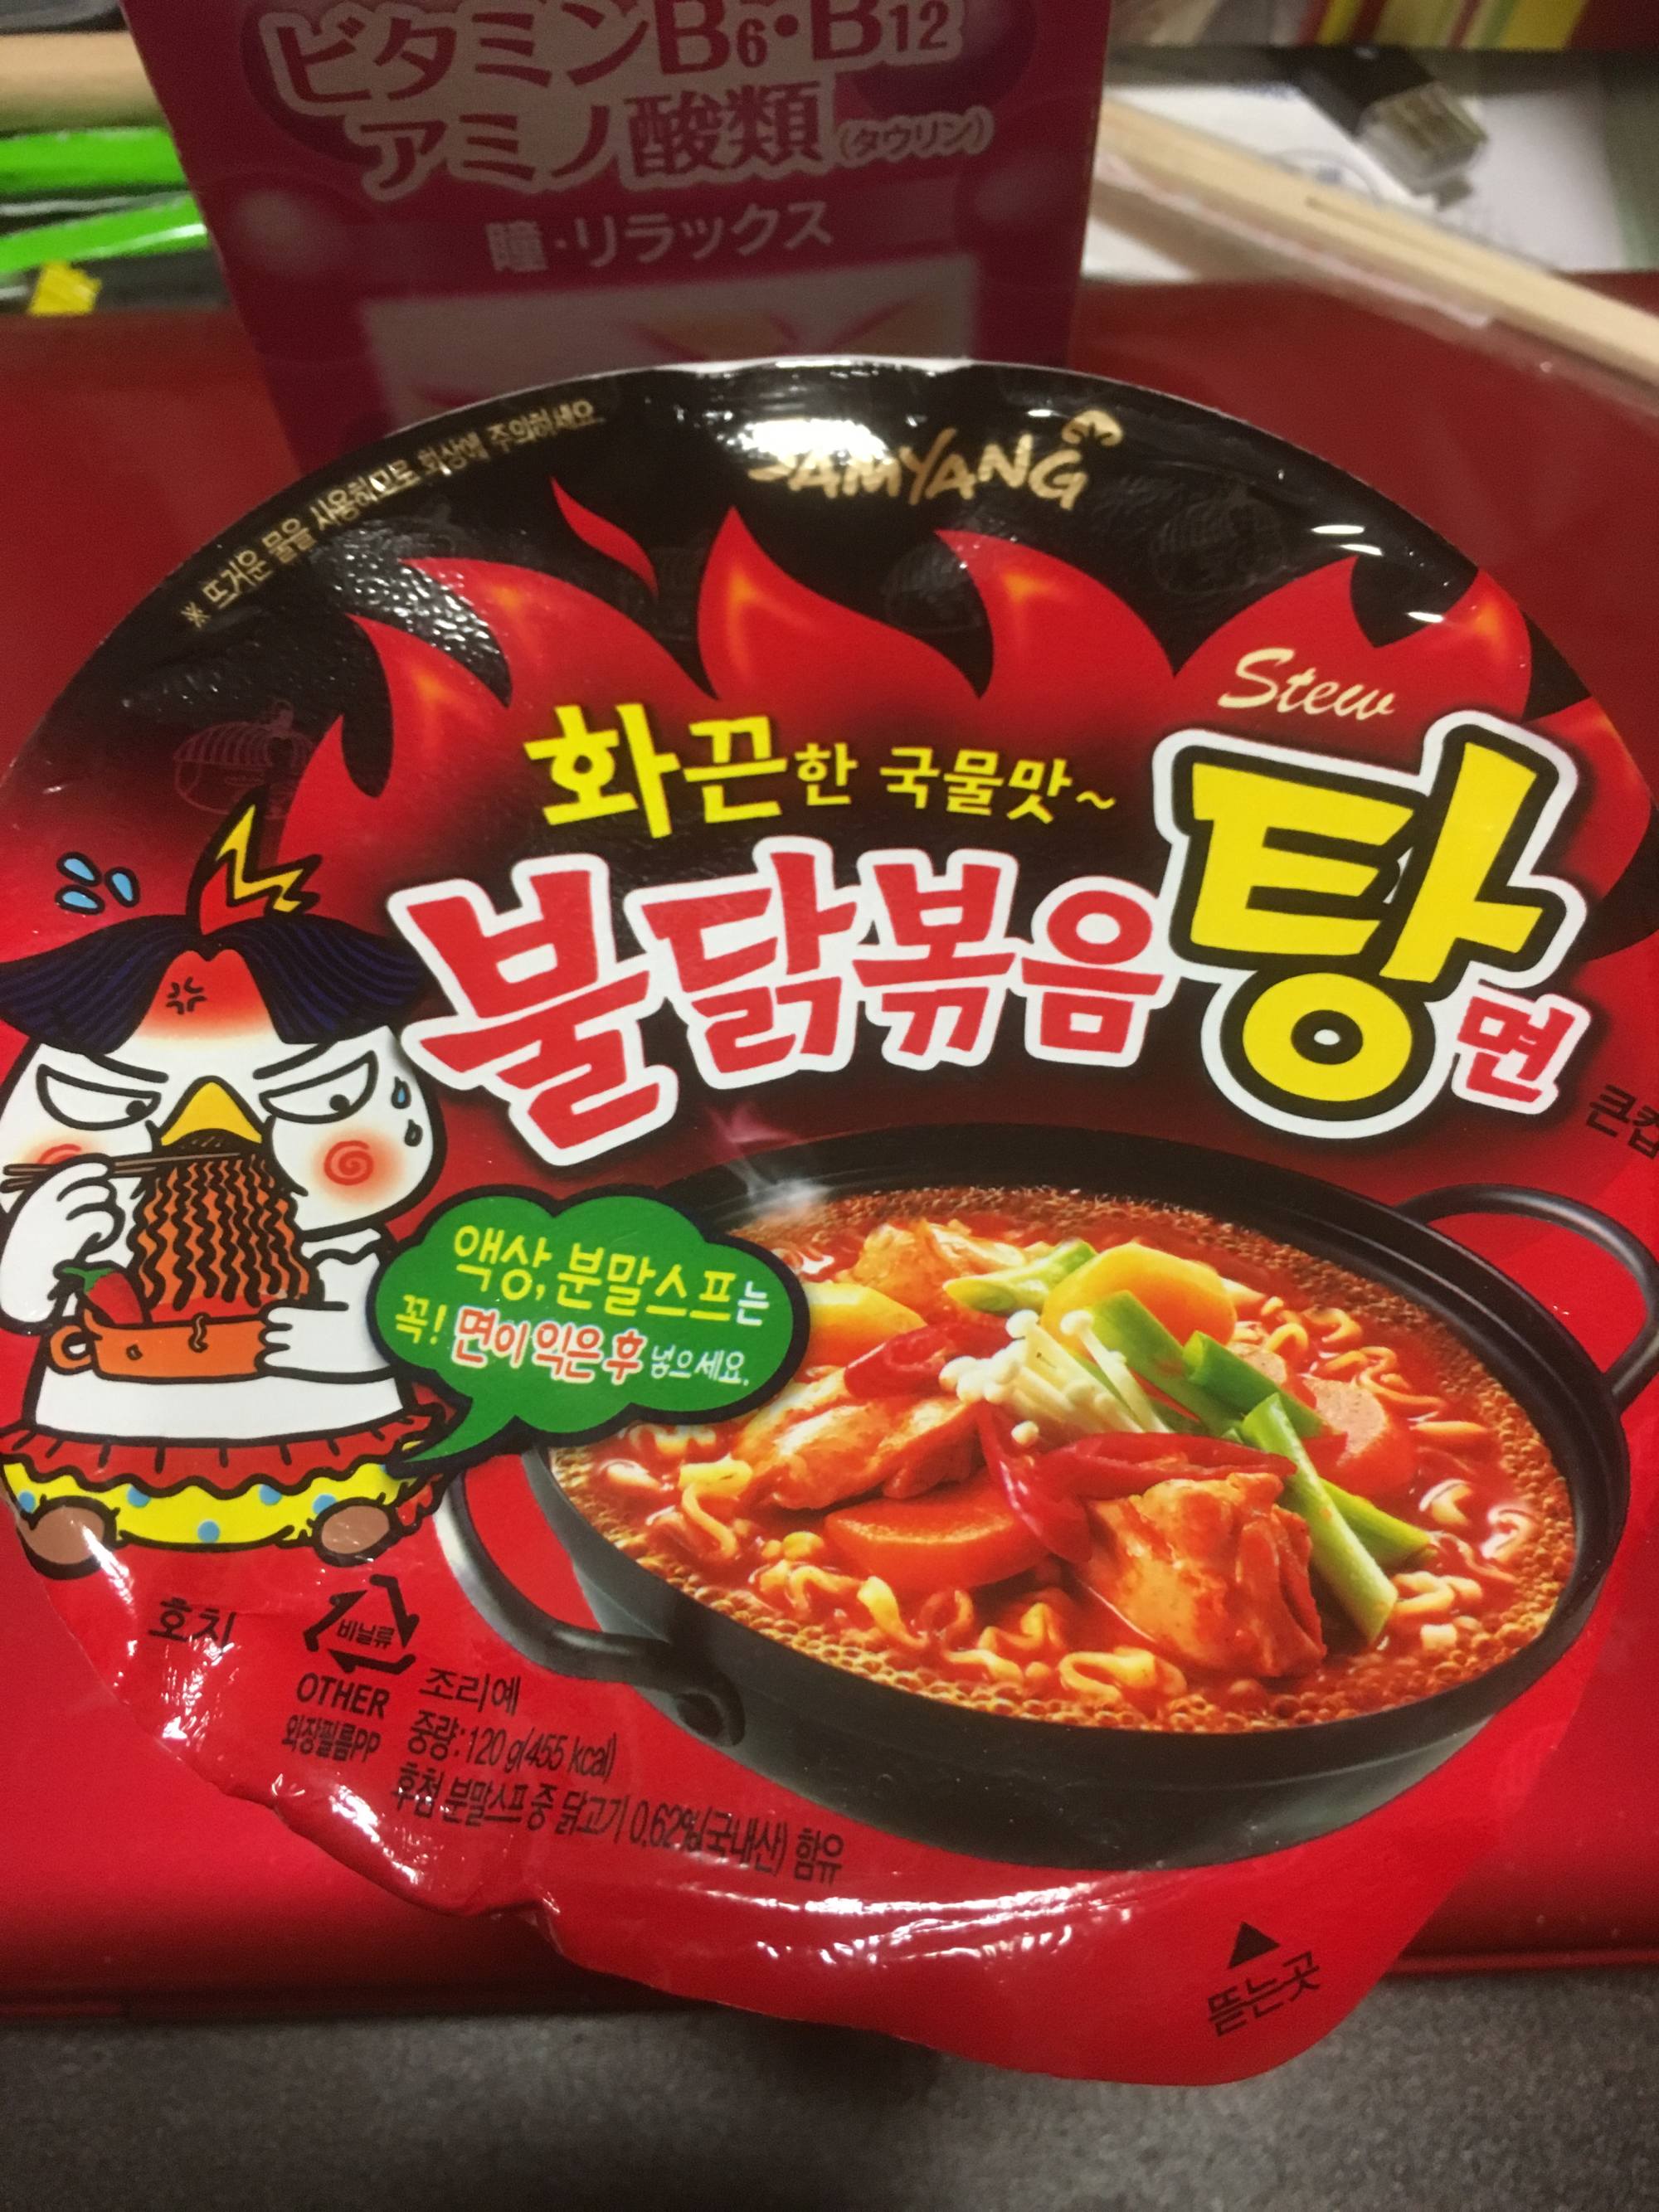 ビタミンB6・B12
アミノ酸類(タウリン)
瞳・リラックス
※ 뜨거운 물을 사용하므로 화상에 주의하세요.
SAMYANG
Stew
화끈한 국물맛~
불닭볶음탕면
큰컵
액상, 분말스프는
꼭! 면이 익은 후 넣으세요.
호치
비닐류
OTHER
외장필름PP
조리예
중량:120 g(455 kcal)
후첨 분말스프 중 닭고기 0.62%(국내산) 함유
▲
뜯는곳